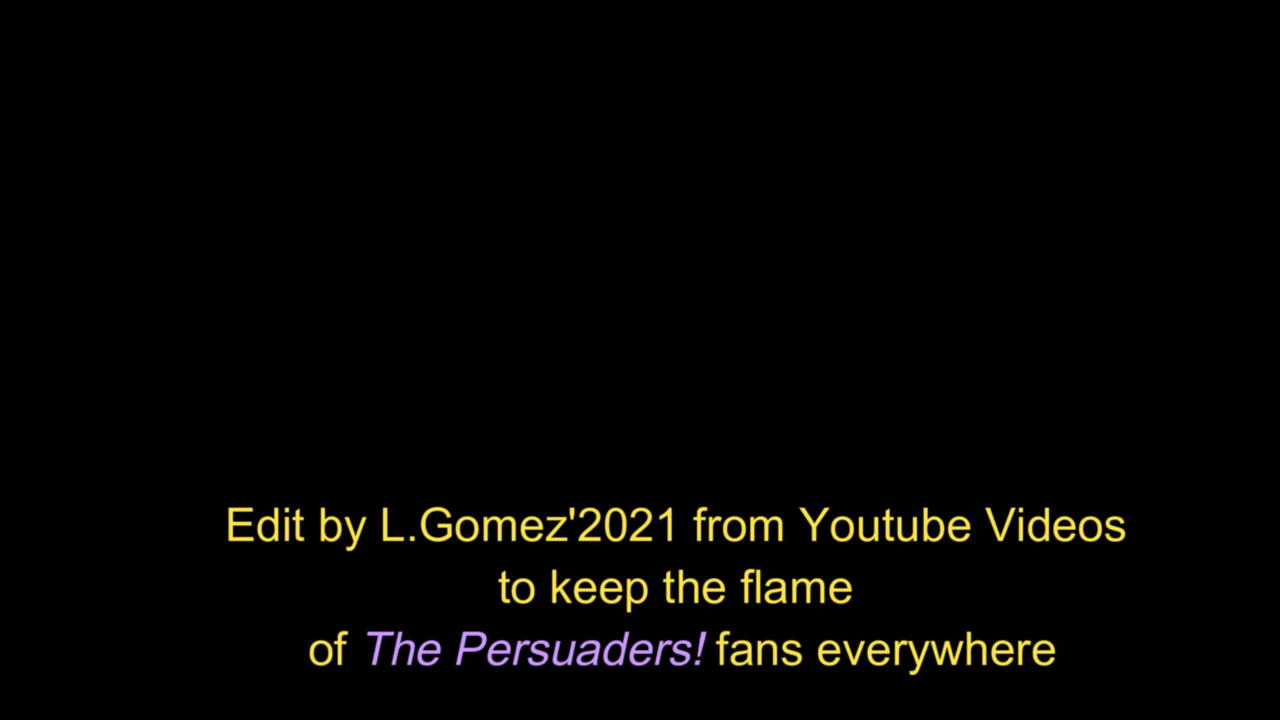 Edit by L.Gomez'2021 from Youtube Videos
to keep the flame
of The Persuaders! fans everywhere